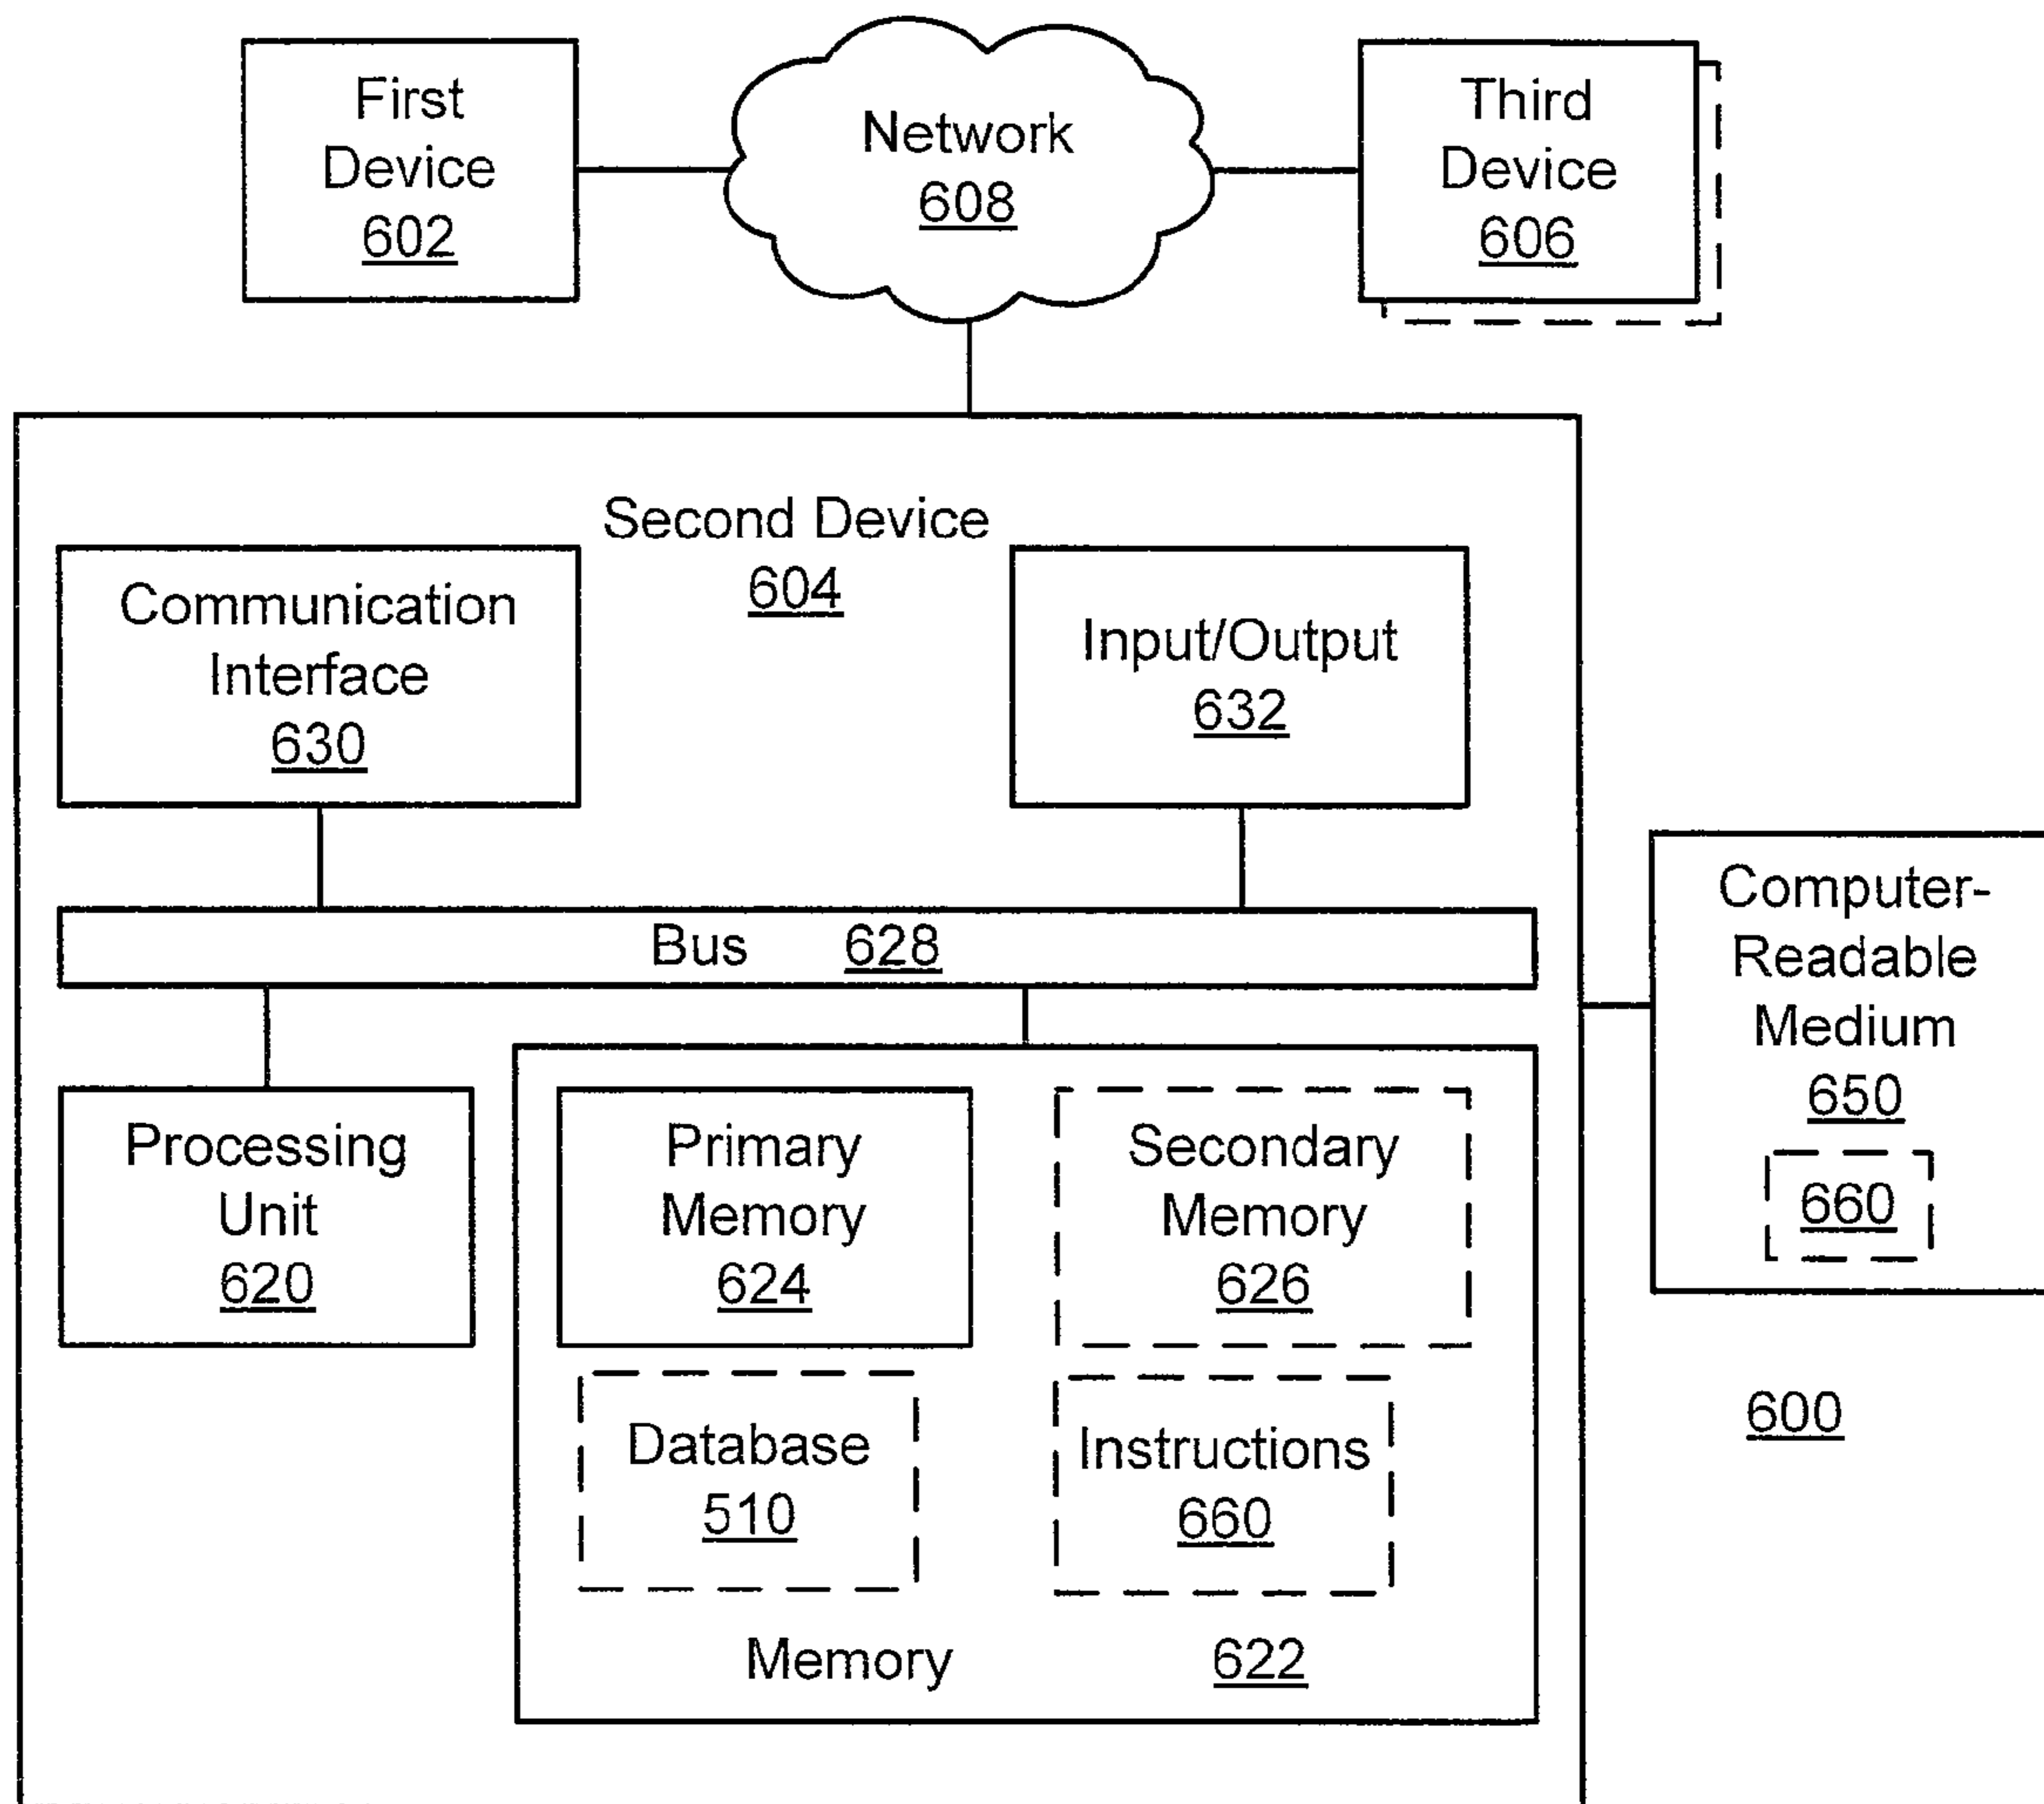 First
Device
602
Network
608
Third
Device
606
Second Device
604
Communication
Interface
630
Input/Output
632
Bus 628
Computer-
Readable
Medium
650
660
Processing
Unit
620
Primary
Memory
624
Secondary
Memory
626
Database
510
Instructions
660
Memory 622
600